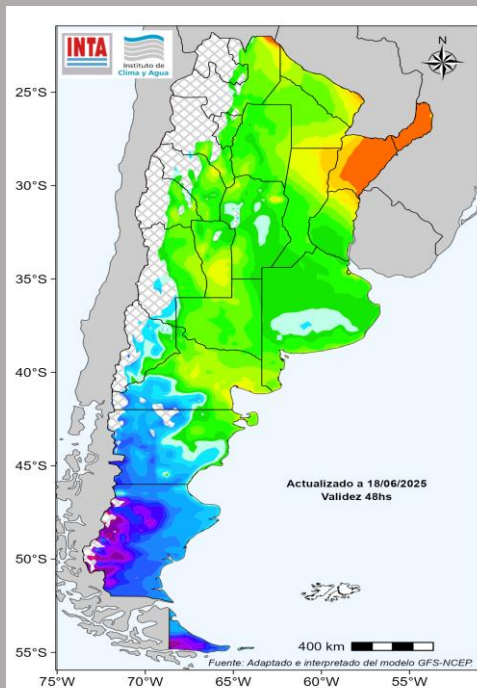 INTA
Instituto de
Clima y Agua
N
25°S
30°S
35°S
40°S
45°S
50°S
55°S
Actualizado a 18/06/2025
Validez 48hs
400 km
Fuente: Adaptado e interpretado del modelo GFS-NCEP.
75°W
70°W
65°W
60°W
55°W